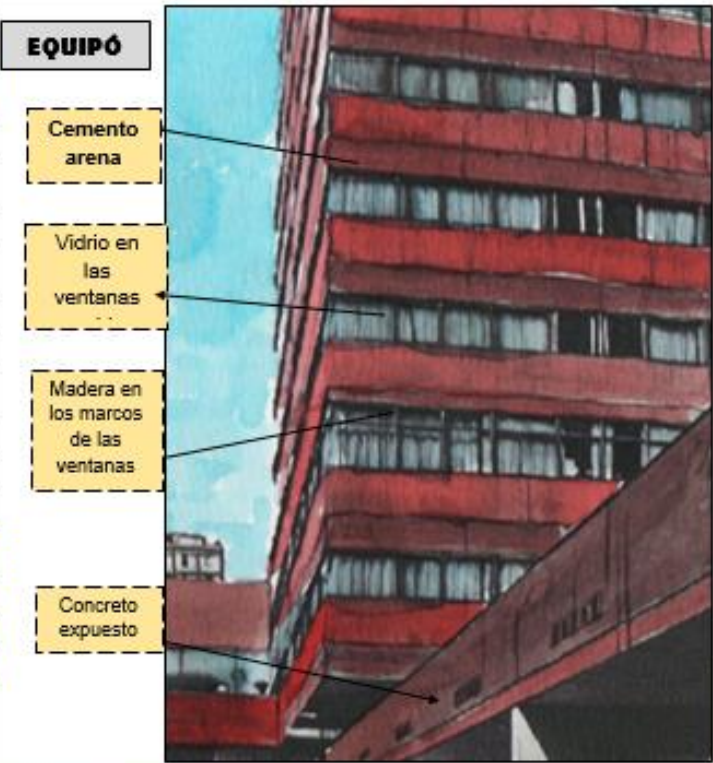 EQUIPÓ
Cemento
arena
Vidrio en
las
ventanas
Madera en
los marcos
de las
ventanas
Concreto
expuesto